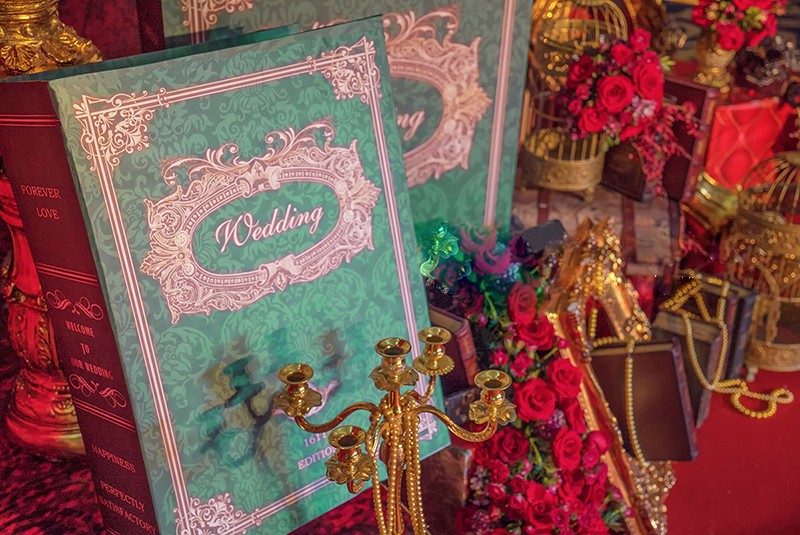 FOREVER
LOVE
WELCOME
TO
OUR WEDDING
HAPPINESS
PERFECTLY
SATISFACTORY
Wedding
EDITION